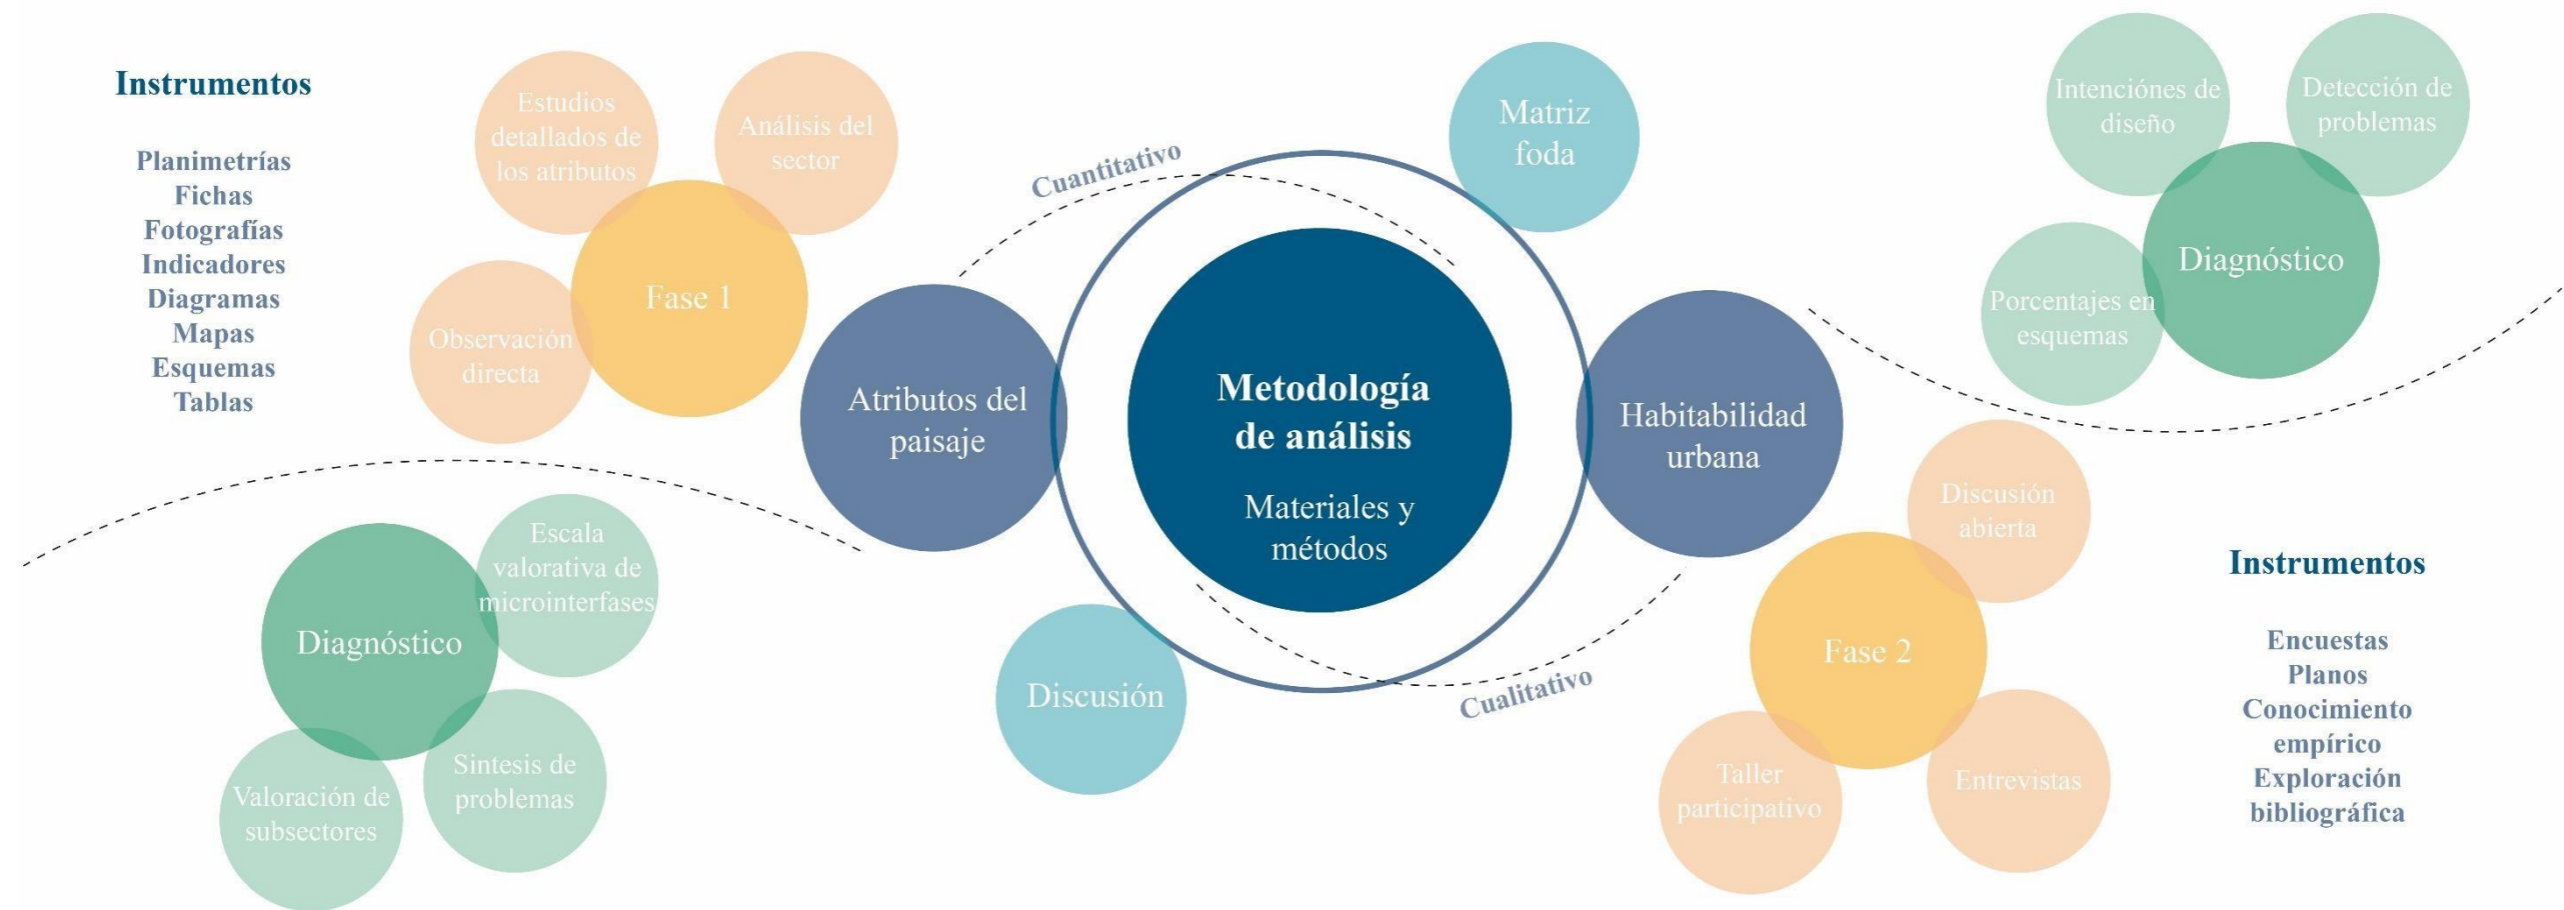 Instrumentos
Planimetrías
Fichas
Fotografías
Indicadores
Diagramas
Mapas
Esquemas
Tablas
Estudios
detallados de
los atributos
Análisis del
sector
Observación
directa
Fase 1
Atributos del
paisaje
Diagnóstico
Escala
valorativa de
microinterfases
Sintesis de
problemas
Valoración de
subsectores
Cuantitativo
Matriz
foda
Metodología
de análisis
Materiales y
métodos
Discusión
Cualitativo
Habitabilidad
urbana
Intenciónes de
diseño
Detección de
problemas
Diagnóstico
Porcentajes en
esquemas
Discusión
abierta
Fase 2
Taller
participativo
Entrevistas
Instrumentos
Encuestas
Planos
Conocimiento
empírico
Exploración
bibliográfica